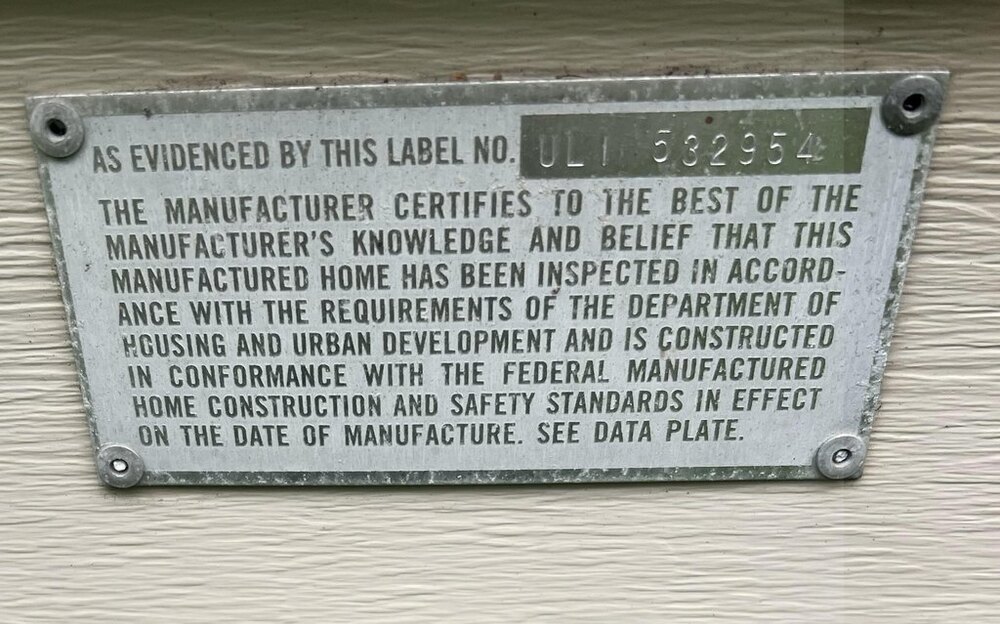 AS EVIDENCED BY THIS LABEL NO. ULI 532954
THE MANUFACTURER CERTIFIES TO THE BEST OF THE
MANUFACTURER'S KNOWLEDGE AND BELIEF THAT THIS
MANUFACTURED HOME HAS BEEN INSPECTED IN ACCORD-
ANCE WITH THE REQUIREMENTS OF THE DEPARTMENT OF
HOUSING AND URBAN DEVELOPMENT AND IS CONSTRUCTED
IN CONFORMANCE WITH THE FEDERAL MANUFACTURED
HOME CONSTRUCTION AND SAFETY STANDARDS IN EFFECT
ON THE DATE OF MANUFACTURE. SEE DATA PLATE.